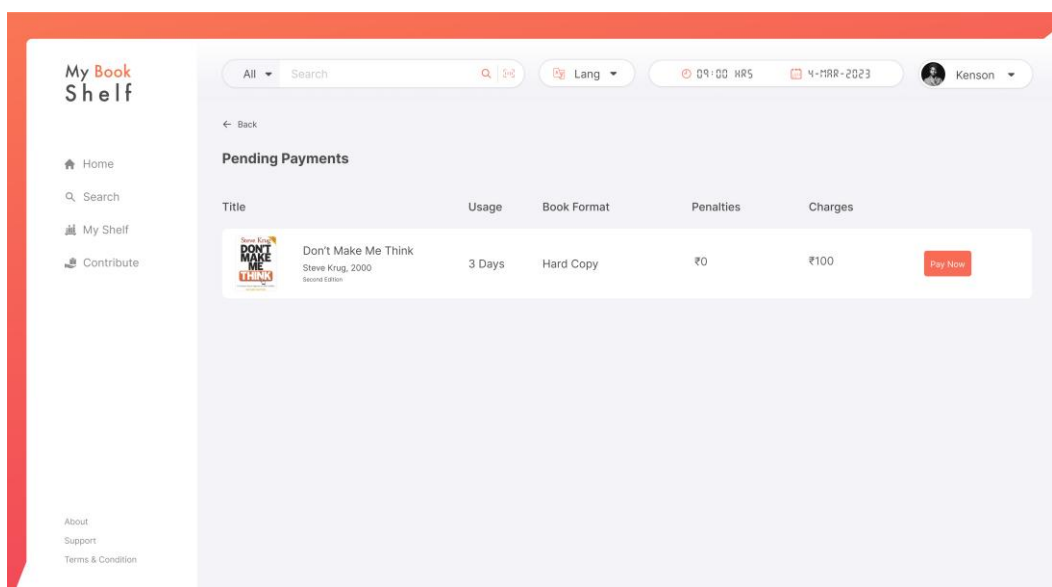 My Book
Shelf
All
Search
Lang
09:00 HRS
4-MAR-2023
Kenson
Home
Search
My Shelf
Contribute
← Back
Pending Payments
Title Usage Book Format Penalties Charges
Steve Krug
DON'T
MAKE
ME
THINK
Don't Make Me Think
Steve Krug, 2000
Second Edition
3 Days
Hard Copy
₹0
₹100
Pay Now
About
Support
Terms & Condition